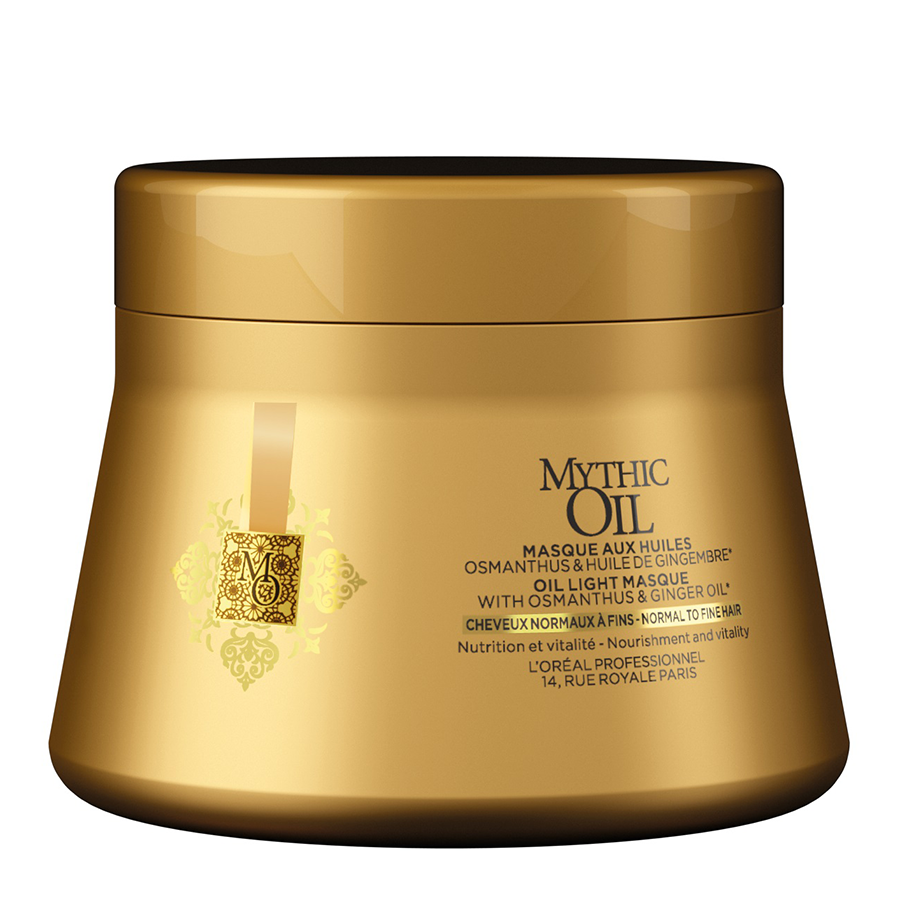 MO
MYTHIC
OIL
MASQUE AUX HUILES
OSMANTHUS & HUILE DE GINGEMBRE*
OIL LIGHT MASQUE
WITH OSMANTHUS & GINGER OIL*
CHEVEUX NORMAUX À FINS - NORMAL TO FINE HAIR
Nutrition et vitalité - Nourishment and vitality
L'ORÉAL PROFESSIONNEL
14, RUE ROYALE PARIS